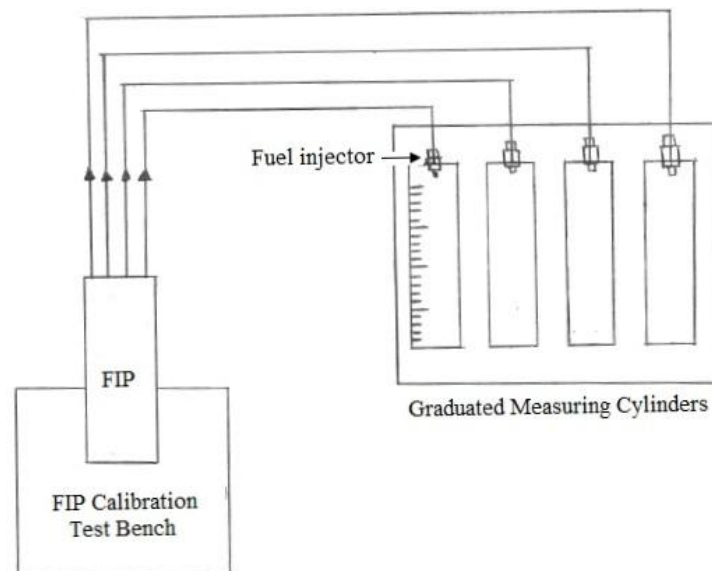 Fuel injector
FIP
Graduated Measuring Cylinders
FIP Calibration
Test Bench